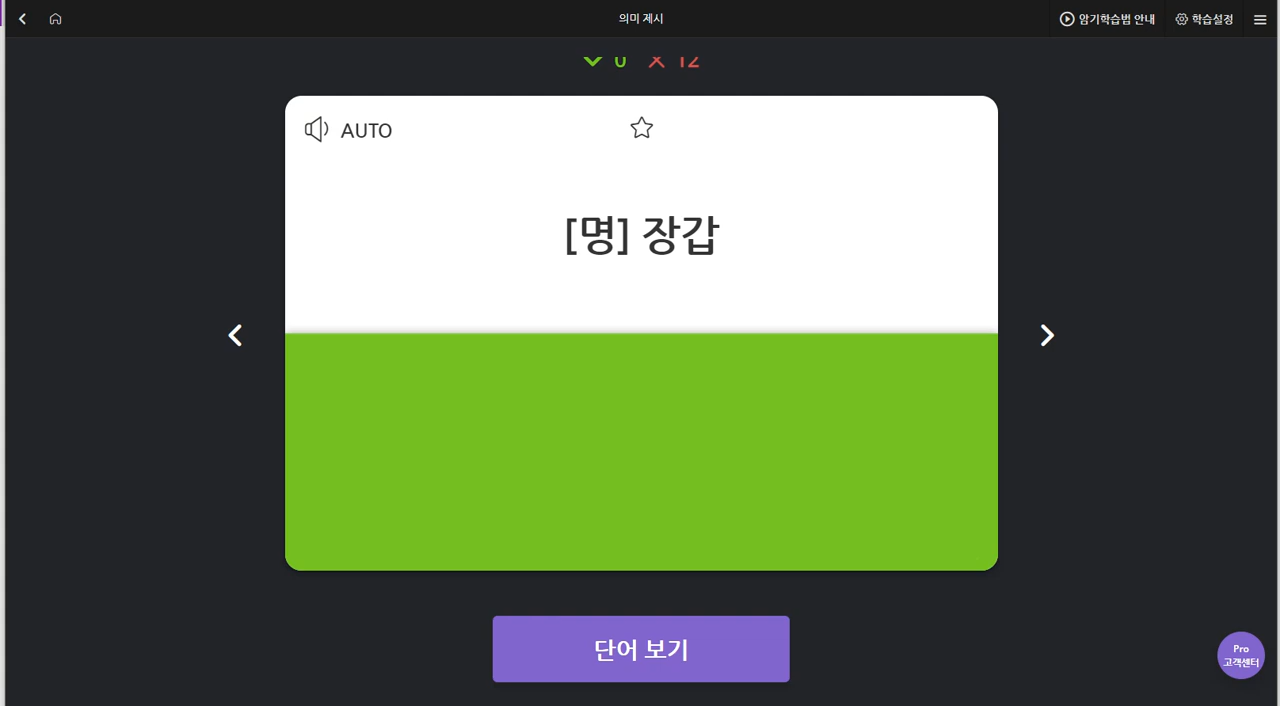 의미 제시
암기학습법 안내
학습설정
AUTO
[명] 장갑
단어 보기
Pro
고객센터